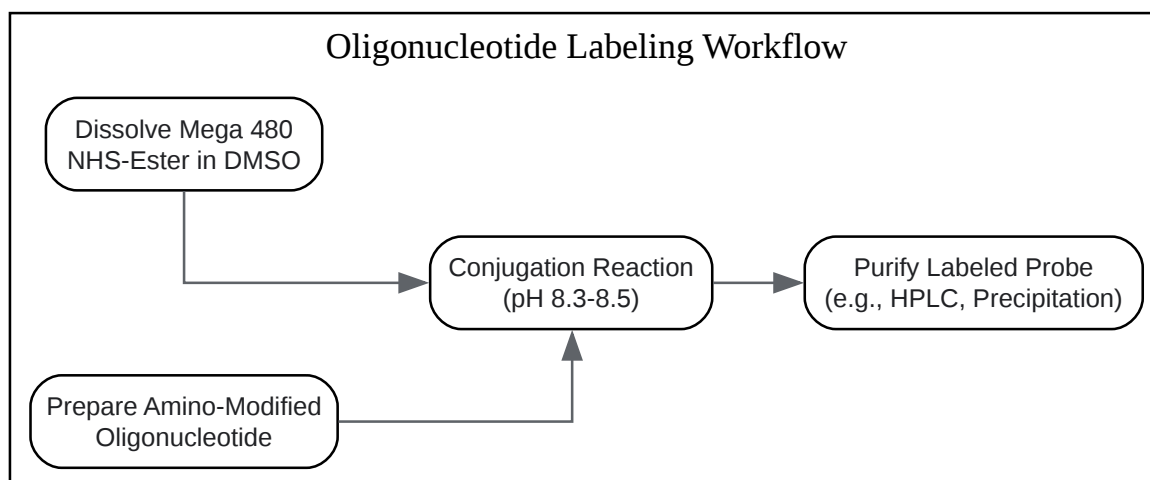 Oligonucleotide Labeling Workflow
Dissolve Mega 480
NHS-Ester in DMSO
Conjugation Reaction
(pH 8.3-8.5)
Purify Labeled Probe
(e.g., HPLC, Precipitation)
Prepare Amino-Modified
Oligonucleotide